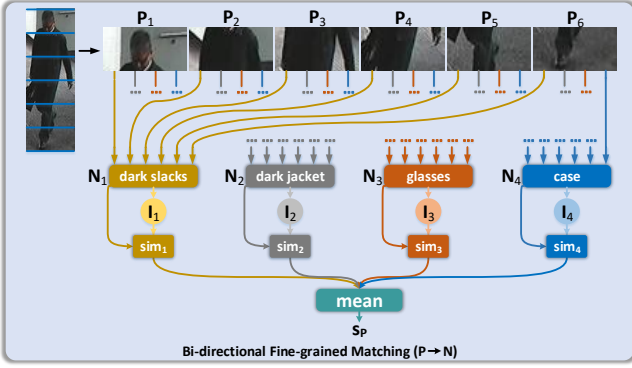 P1 P2 P3 P4 P5 P6
... ... ... ... ... ... ... ... ... ... ... ... ... ... ... ... ...
... ... ... ... ... ... ... ... ... ... ... ... ... ... ... ... ...
N1 dark slacks N2 dark jacket N3 glasses N4 case
I1 I2 I3 I4
sim1 sim2 sim3 sim4
mean
sP
Bi-directional Fine-grained Matching (P → N)